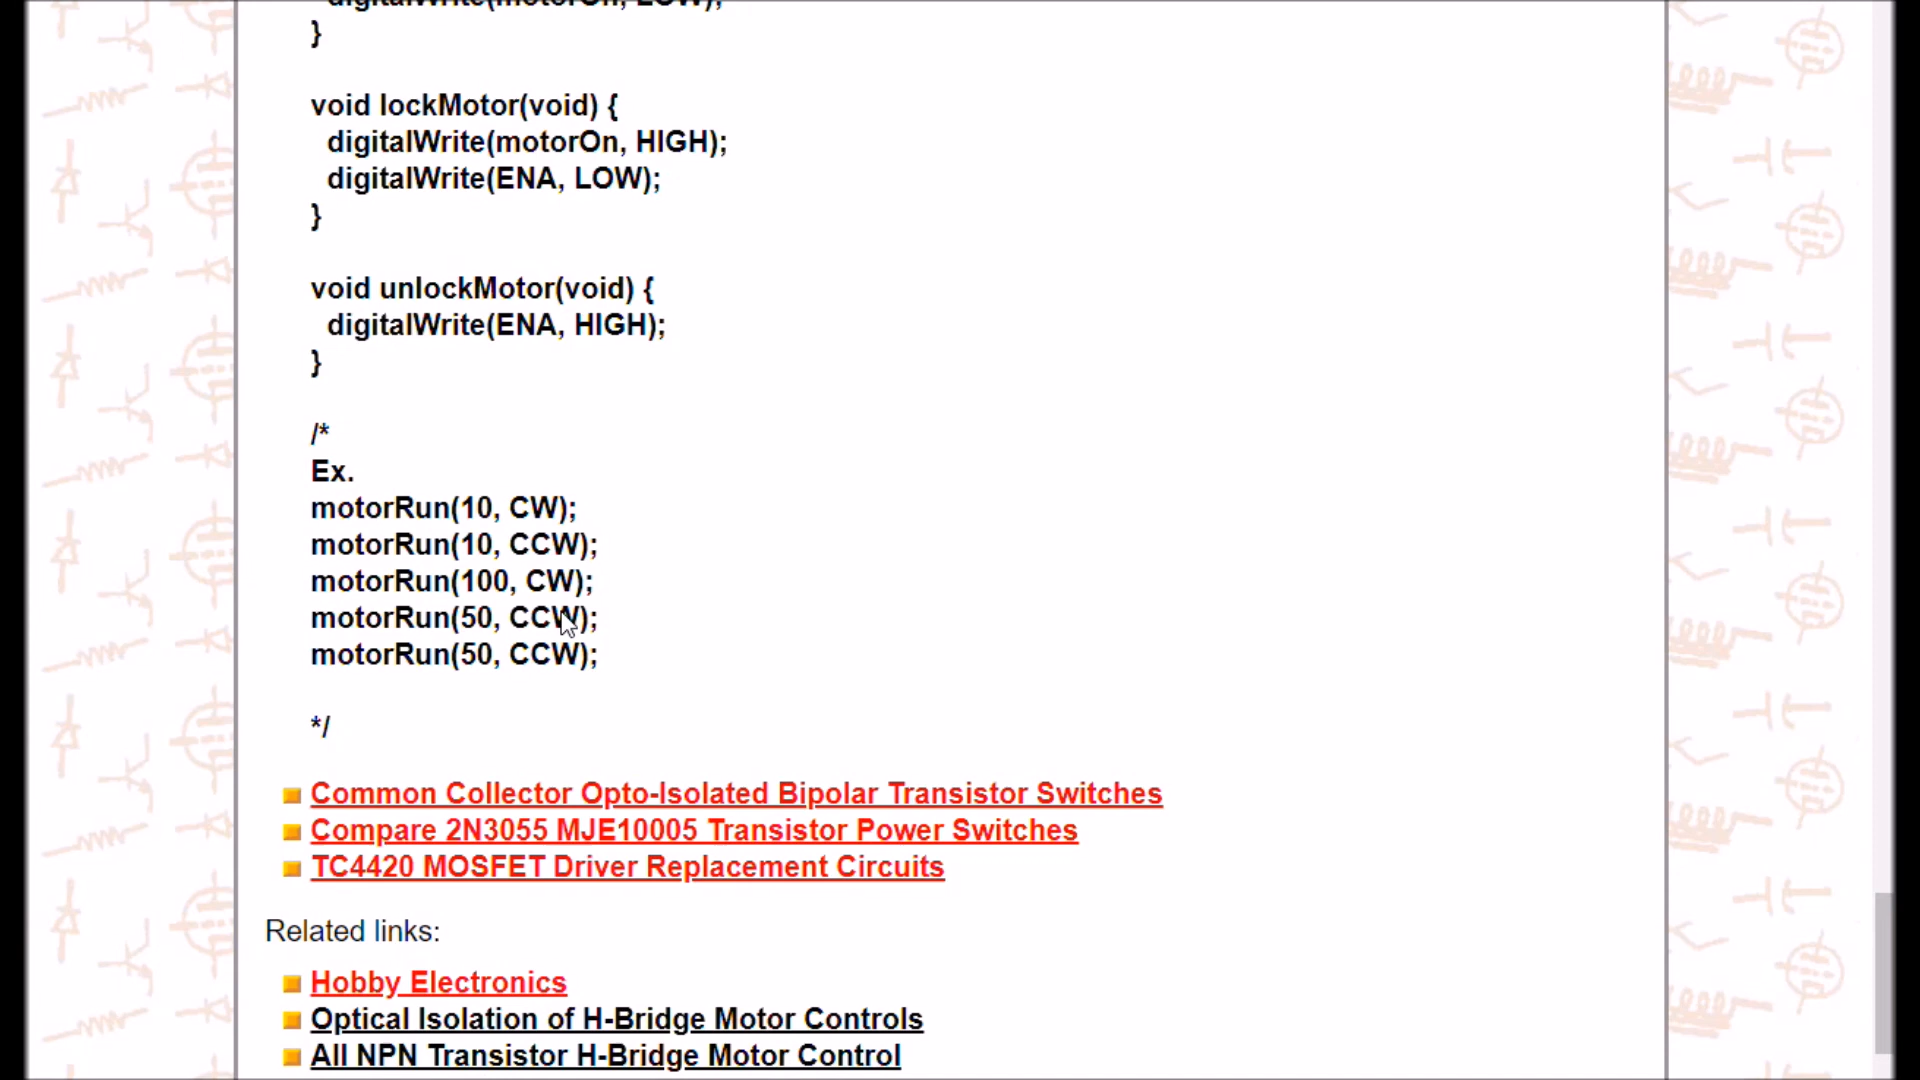 digitalWrite(motorOn, LOW);
}
void lockMotor(void) {
digitalWrite(motorOn, HIGH);
digitalWrite(ENA, LOW);
}
void unlockMotor(void) {
digitalWrite(ENA, HIGH);
}
/*
Ex.
motorRun(10, CW);
motorRun(10, CCW);
motorRun(100, CW);
motorRun(50, CCW);
motorRun(50, CCW);
*/
Common Collector Opto-Isolated Bipolar Transistor Switches
Compare 2N3055 MJE10005 Transistor Power Switches
TC4420 MOSFET Driver Replacement Circuits
Related links:
Hobby Electronics
Optical Isolation of H-Bridge Motor Controls
All NPN Transistor H-Bridge Motor Control